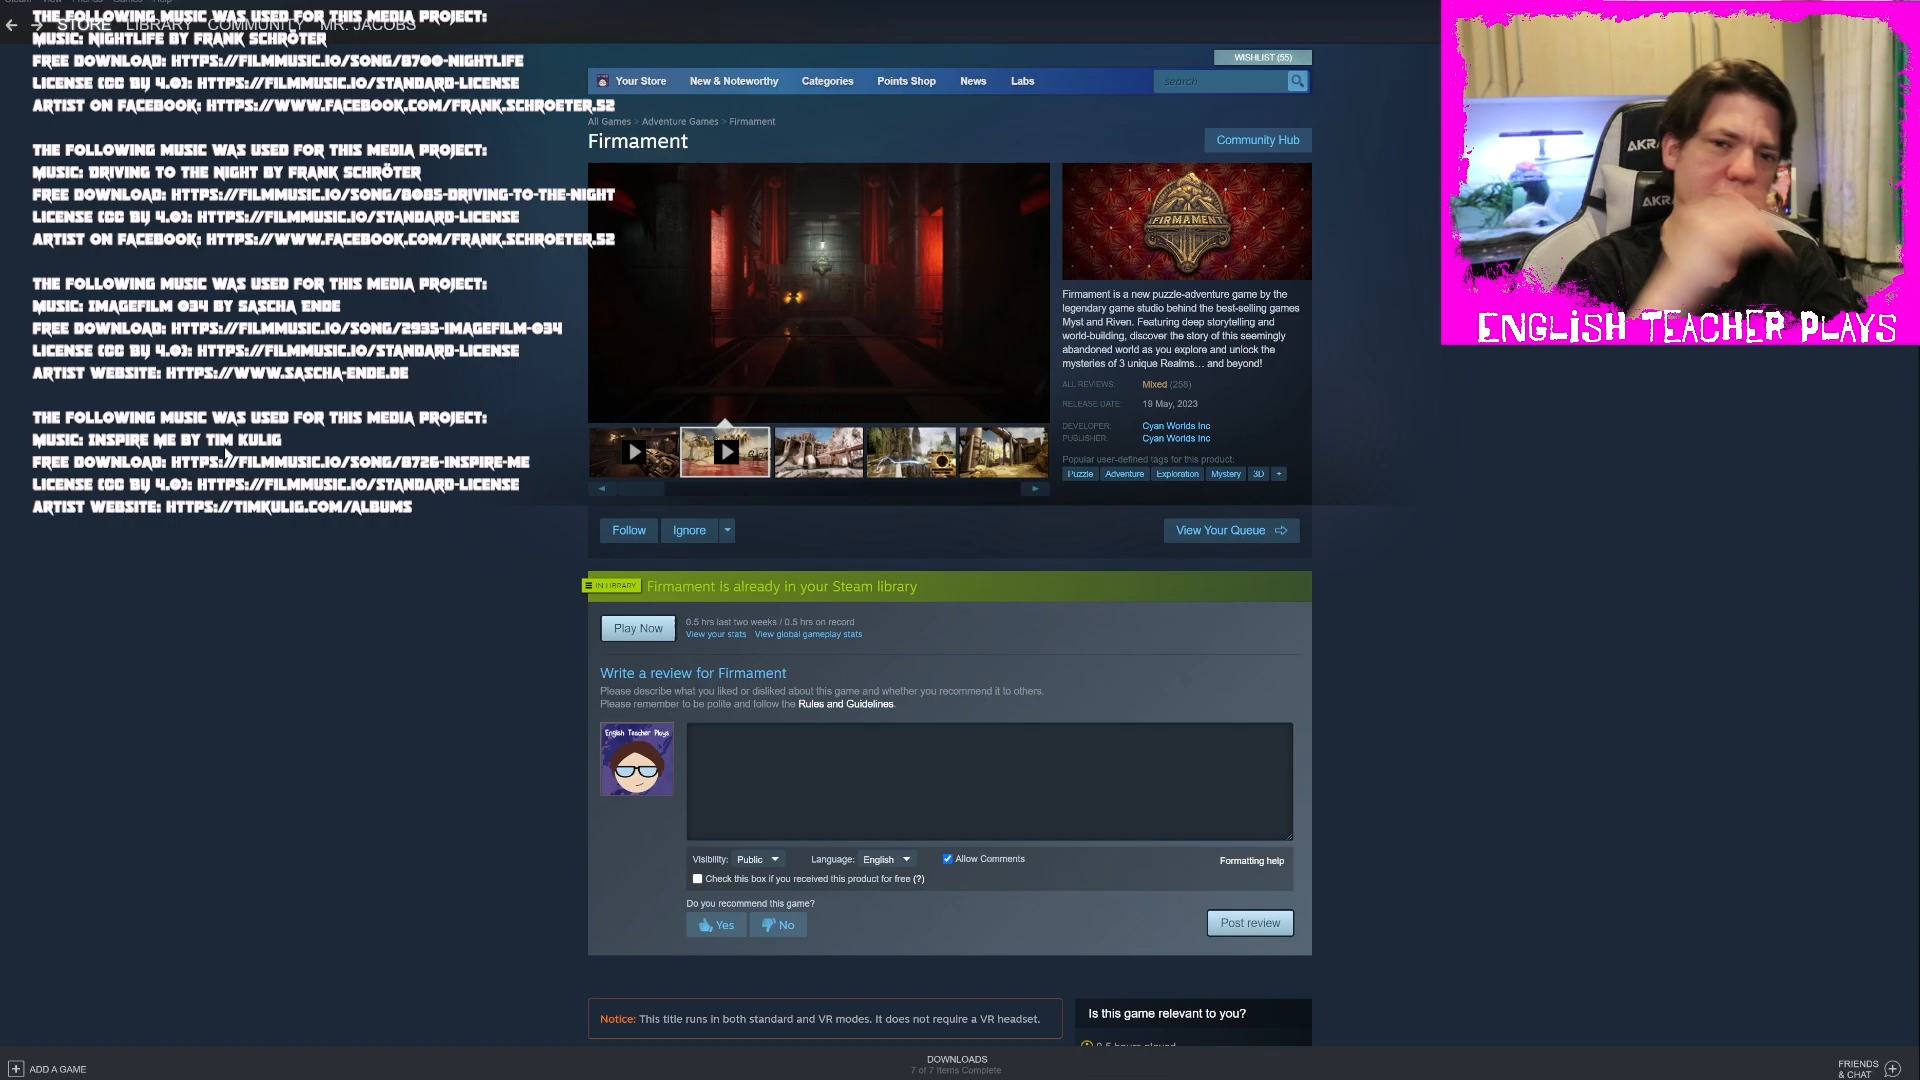 THE FOLLOWING MUSIC WAS USED FOR THIS MEDIA PROJECT:
MUSIC: NIGHTLIFE BY FRANK SCHRÖTER
FREE DOWNLOAD: HTTPS://FILMMUSIC.IO/SONG/8700-NIGHTLIFE
LICENSE (CC BY 4.0): HTTPS://FILMMUSIC.IO/STANDARD-LICENSE
ARTIST ON FACEBOOK: HTTPS://WWW.FACEBOOK.COM/FRANK.SCHROETER.52
THE FOLLOWING MUSIC WAS USED FOR THIS MEDIA PROJECT:
MUSIC: DRIVING TO THE NIGHT BY FRANK SCHRÖTER
FREE DOWNLOAD: HTTPS://FILMMUSIC.IO/SONG/8085-DRIVING-TO-THE-NIGHT
LICENSE (CC BY 4.0): HTTPS://FILMMUSIC.IO/STANDARD-LICENSE
ARTIST ON FACEBOOK: HTTPS://WWW.FACEBOOK.COM/FRANK.SCHROETER.52
THE FOLLOWING MUSIC WAS USED FOR THIS MEDIA PROJECT:
MUSIC: IMAGEFILM 034 BY SASCHA ENDE
FREE DOWNLOAD: HTTPS://FILMMUSIC.IO/SONG/2935-IMAGEFILM-034
LICENSE (CC BY 4.0): HTTPS://FILMMUSIC.IO/STANDARD-LICENSE
ARTIST WEBSITE: HTTPS://WWW.SASCHA-ENDE.DE
THE FOLLOWING MUSIC WAS USED FOR THIS MEDIA PROJECT:
MUSIC: INSPIRE ME BY TIM KULIG
FREE DOWNLOAD: HTTPS://FILMMUSIC.IO/SONG/8726-INSPIRE-ME
LICENSE (CC BY 4.0): HTTPS://FILMMUSIC.IO/STANDARD-LICENSE
ARTIST WEBSITE: HTTPS://TIMKULIG.COM/ALBUMS
STORE LIBRARY COMMUNITY MR. JACOBS
WISHLIST (55)
Your Store New & Noteworthy Categories Points Shop News Labs search
All Games > Adventure Games > Firmament
Firmament
Community Hub
FIRMAMENT
Firmament is a new puzzle-adventure game by the
legendary game studio behind the best-selling games
Myst and Riven. Featuring deep storytelling and
world-building, discover the story of this seemingly
abandoned world as you explore and unlock the
mysteries of 3 unique Realms... and beyond!
ALL REVIEWS: Mixed (258)
RELEASE DATE: 19 May, 2023
DEVELOPER: Cyan Worlds Inc
PUBLISHER: Cyan Worlds Inc
Popular user-defined tags for this product:
Puzzle Adventure Exploration Mystery 3D +
Follow Ignore
View Your Queue
IN LIBRARY Firmament is already in your Steam library
Play Now
0.5 hrs last two weeks / 0.5 hrs on record
View your stats View global gameplay stats
Write a review for Firmament
Please describe what you liked or disliked about this game and whether you recommend it to others.
Please remember to be polite and follow the Rules and Guidelines.
English Teacher Plays
Visibility: Public Language: English Allow Comments
Formatting help
Check this box if you received this product for free (?)
Do you recommend this game?
Yes No
Post review
Notice: This title runs in both standard and VR modes. It does not require a VR headset.
Is this game relevant to you?
ADD A GAME
DOWNLOADS
7 of 7 Items Complete
FRIENDS
& CHAT
AKR
AKR
ENGLISH TEACHER PLAYS